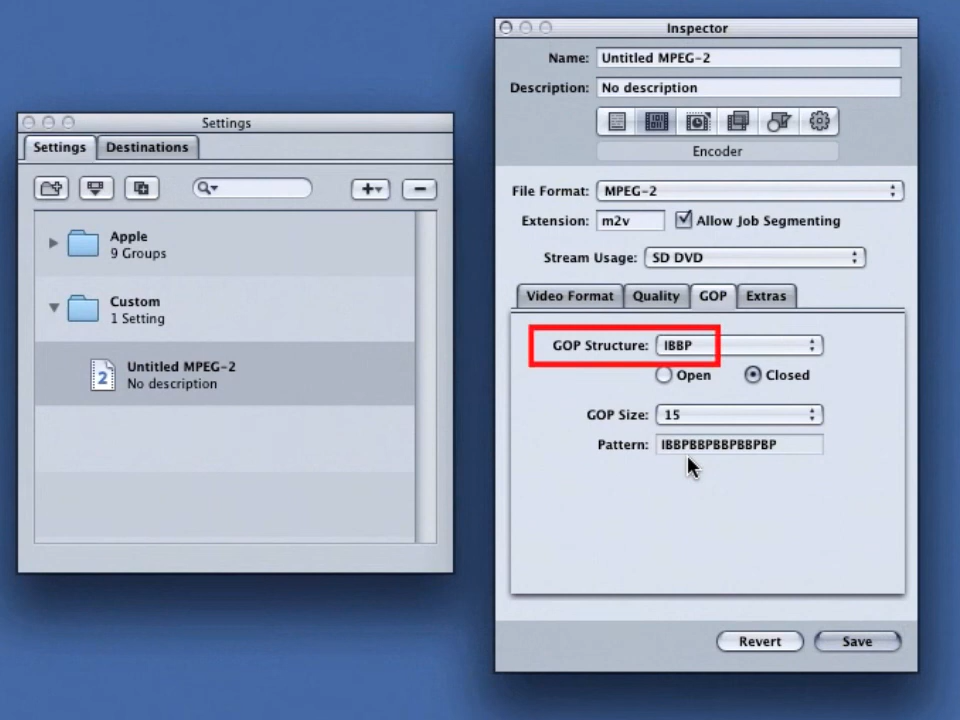 Settings
Settings
Destinations
Apple
9 Groups
Custom
1 Setting
2
Untitled MPEG-2
No description
Inspector
Name: Untitled MPEG-2
Description: No description
Encoder
File Format: MPEG-2
Extension: m2v Allow Job Segmenting
Stream Usage: SD DVD
Video Format Quality GOP Extras
GOP Structure: IBBP
Open Closed
GOP Size: 15
Pattern: IBBPBBPBBPBBPBP
Revert Save